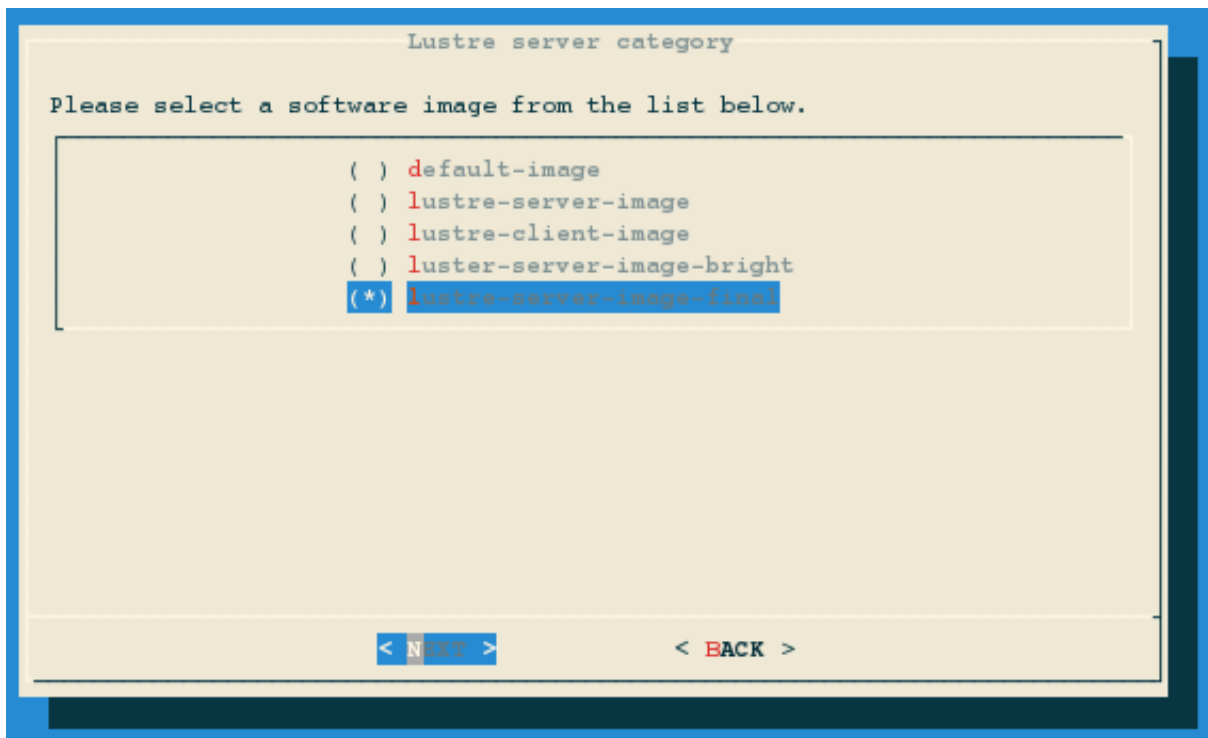 Lustre server category
Please select a software image from the list below.
( ) default-image
( ) lustre-server-image
( ) lustre-client-image
( ) luster-server-image-bright
(*) lustre-server-image-final
< NEXT > < BACK >